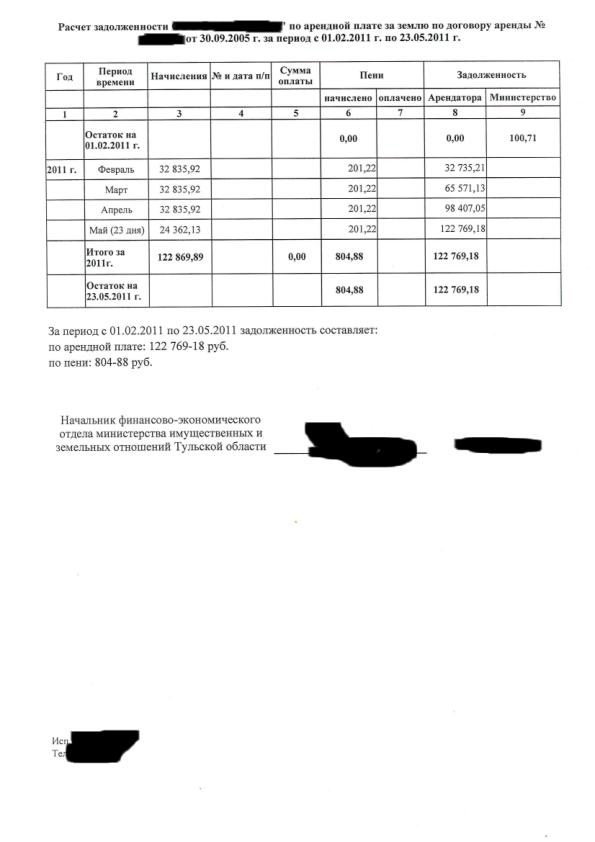 Расчет задолженности " по арендной плате за землю по договору аренды №
от 30.09.2005 г. за период с 01.02.2011 г. по 23.05.2011 г.
Год Период времени Начисления № и дата п/п Сумма оплаты Пени Задолженность
начислено оплачено Арендатора Министерство
1 2 3 4 5 6 7 8 9
Остаток на 01.02.2011 г. 0,00 0,00 100,71
2011 г. Февраль 32 835,92 201,22 32 735,21
Март 32 835,92 201,22 65 571,13
Апрель 32 835,92 201,22 98 407,05
Май (23 дня) 24 362,13 201,22 122 769,18
Итого за 2011г. 122 869,89 0,00 804,88 122 769,18
Остаток на 23.05.2011 г. 804,88 122 769,18
За период с 01.02.2011 по 23.05.2011 задолженность составляет:
по арендной плате: 122 769-18 руб.
по пени: 804-88 руб.
Начальник финансово-экономического
отдела министерства имущественных и
земельных отношений Тульской области
Исп
Тел